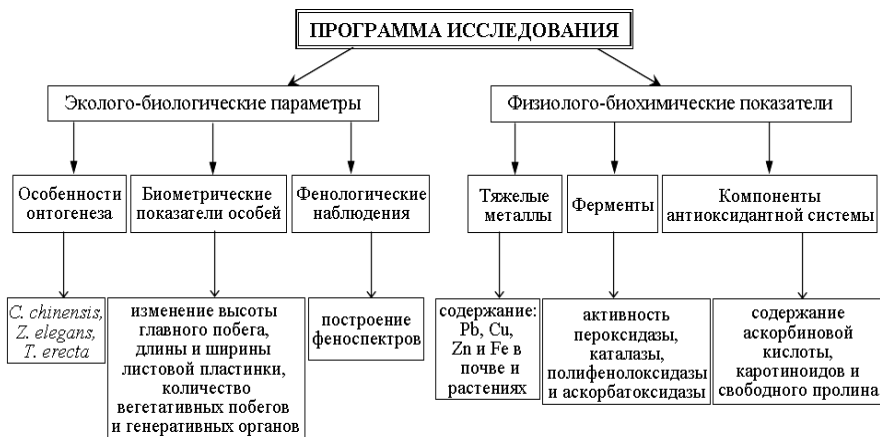 ПРОГРАММА ИССЛЕДОВАНИЯ
Эколого-биологические параметры
Физиолого-биохимические показатели
Особенности
онтогенеза
Биометрические
показатели особей
Фенологические
наблюдения
Тяжелые
металлы
Ферменты
Компоненты
антиоксидантной системы
C. chinensis,
Z. elegans,
T. erecta
изменение высоты
главного побега,
длины и ширины
листовой пластинки,
количество
вегетативных побегов
и генеративных органов
построение
феноспектров
содержание:
Pb, Cu,
Zn и Fe в
почве и
растениях
активность
пероксидазы,
каталазы,
полифенолоксидазы
и аскорбатоксидазы
содержание
аскорбиновой
кислоты,
каротиноидов и
свободного пролина